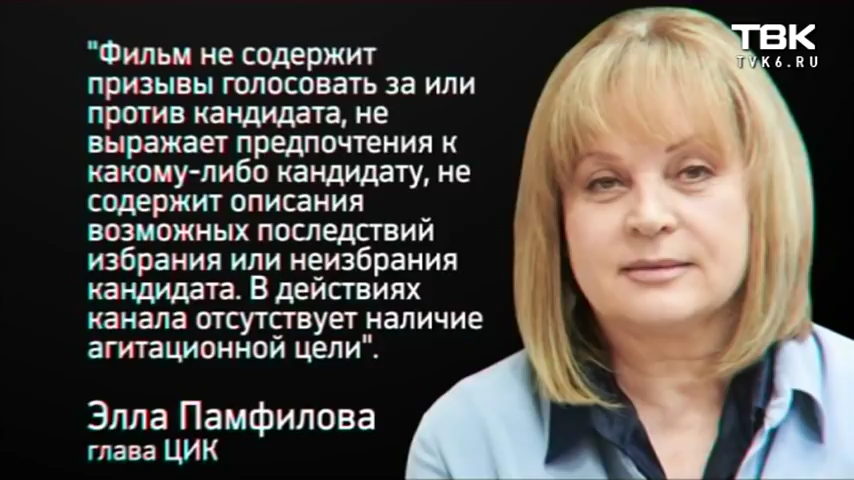 "Фильм не содержит
призывы голосовать за или
против кандидата, не
выражает предпочтения к
какому-либо кандидату, не
содержит описания
возможных последствий
избрания или неизбрания
кандидата. В действиях
канала отсутствует наличие
агитационной цели".
Элла Памфилова
глава ЦИК
ТВК
TVK6.RU